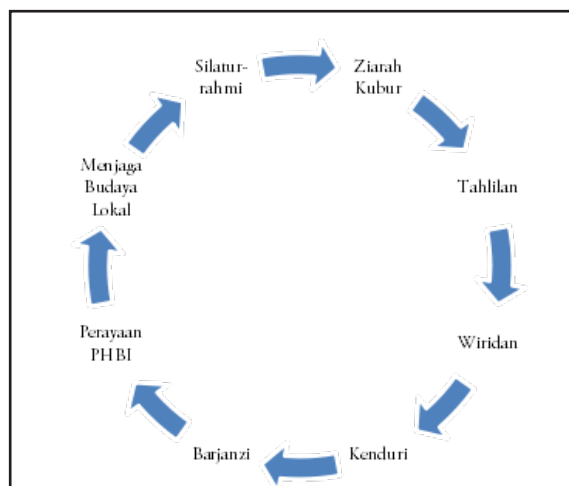 Silatur-
rahmi
Ziarah
Kubur
Tahlilan
Wiridan
Kenduri
Barjanzi
Perayaan
PHBI
Menjaga
Budaya
Lokal